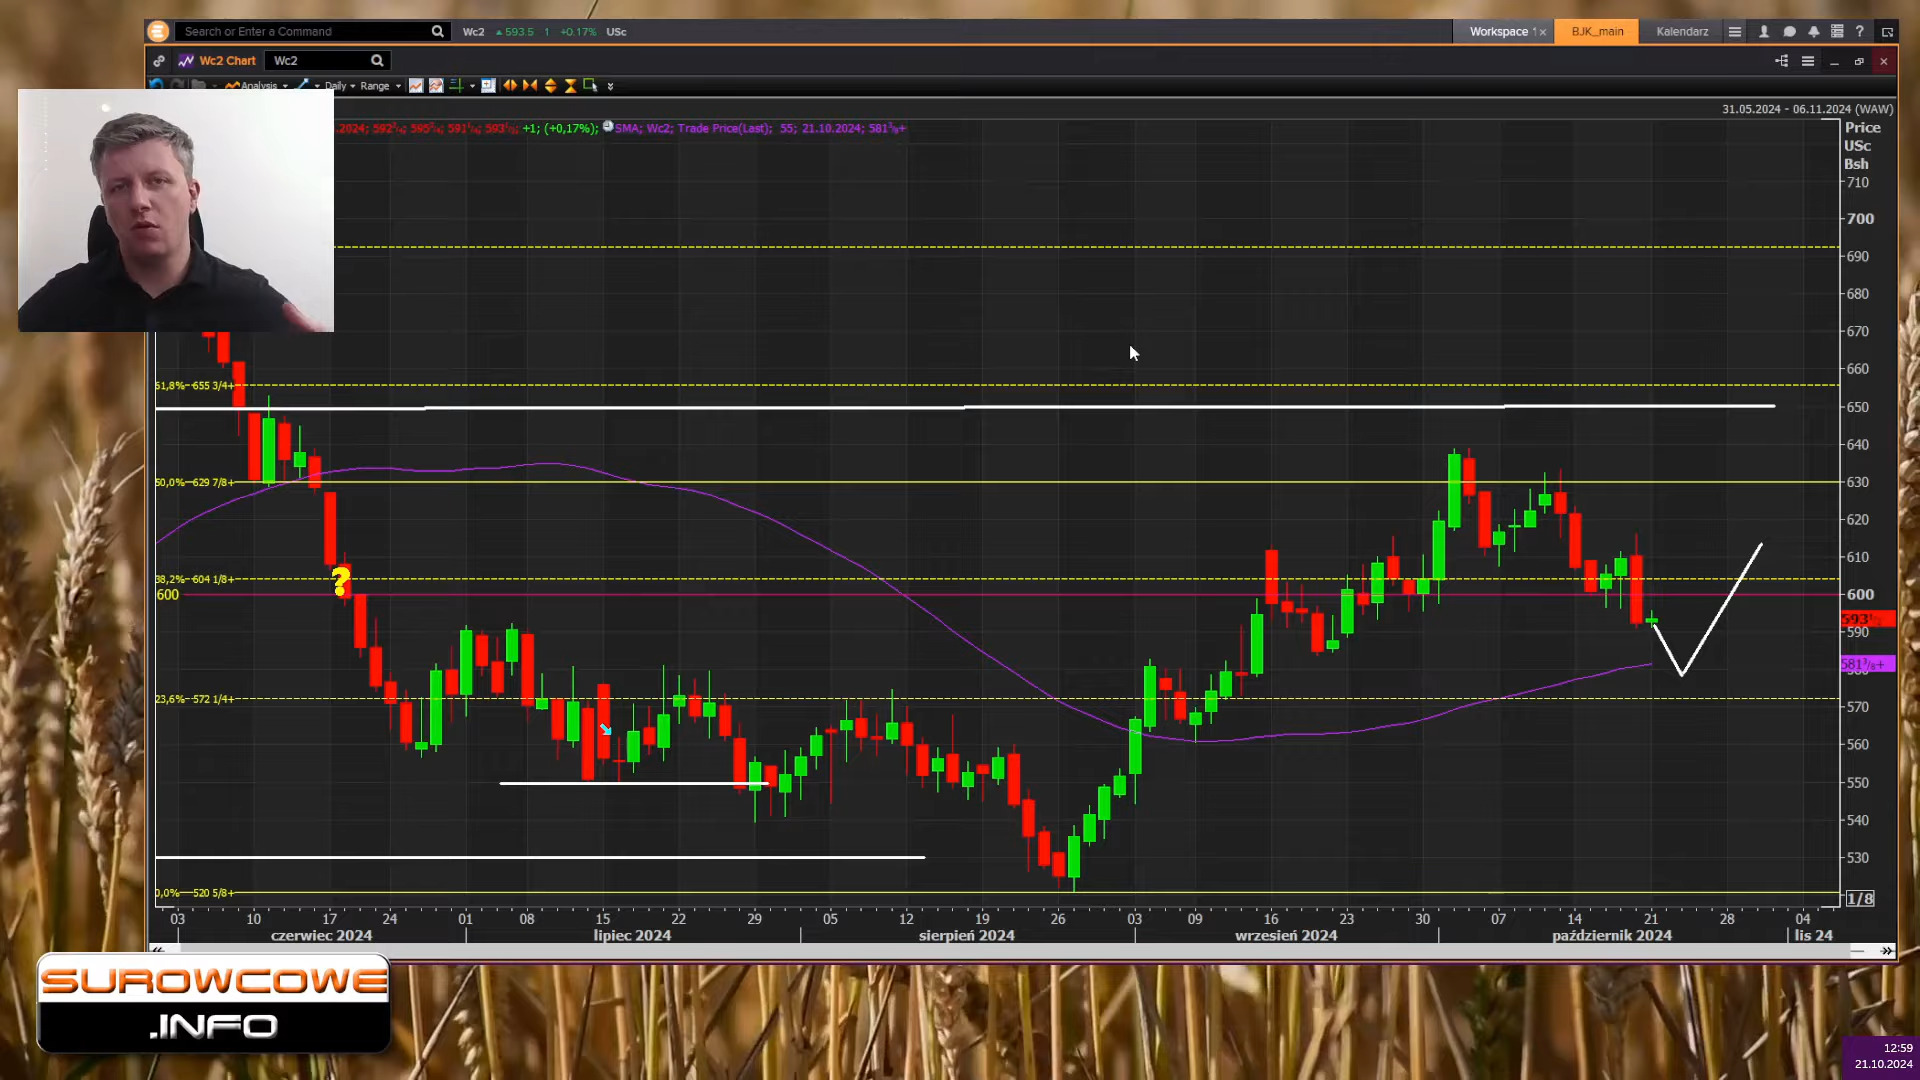 Search or Enter a Command
Wc2 593.5 1 +0.17% USc
Workspace 1 ×
BJK_main
Kalendarz
Wc2 Chart
Wc2
Analysis
Daily
Range
31.05.2024 - 06.11.2024 (WAW)
+1; (+0,17%); SMA; Wc2; Trade Price(Last); 55; 21.10.2024; 581
Price
USc
Bsh
710
700
690
680
670
660
650
640
630
620
610
600
593
590
581
570
560
550
540
530
1/8
61,8% 655 3/4+
50,0% 629 7/8+
?
38,2% 604 1/8+
600
23,6% 572 1/4+
0,0% 520 5/8+
03 10 17 24 01 08 15 22 29 05 12 19 26 03 09 16 23 30 07 14 21 28 04
czerwiec 2024 lipiec 2024 sierpień 2024 wrzesień 2024 październik 2024 lis 24
SUROWCOWE
.INFO
12:59
21.10.2024